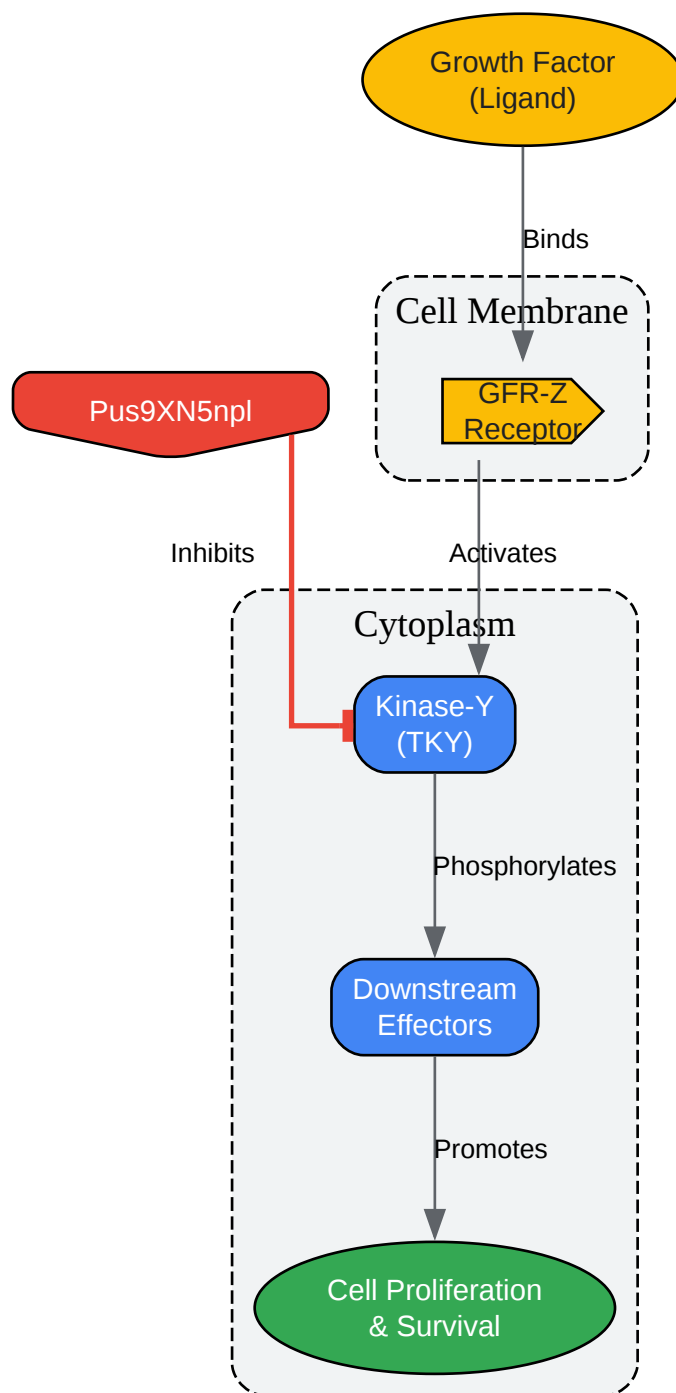 Growth Factor
(Ligand)
Binds
Cell Membrane
GFR-Z
Receptor
Pus9XN5npl
Inhibits
Activates
Cytoplasm
Kinase-Y
(TKY)
Phosphorylates
Downstream
Effectors
Promotes
Cell Proliferation
& Survival